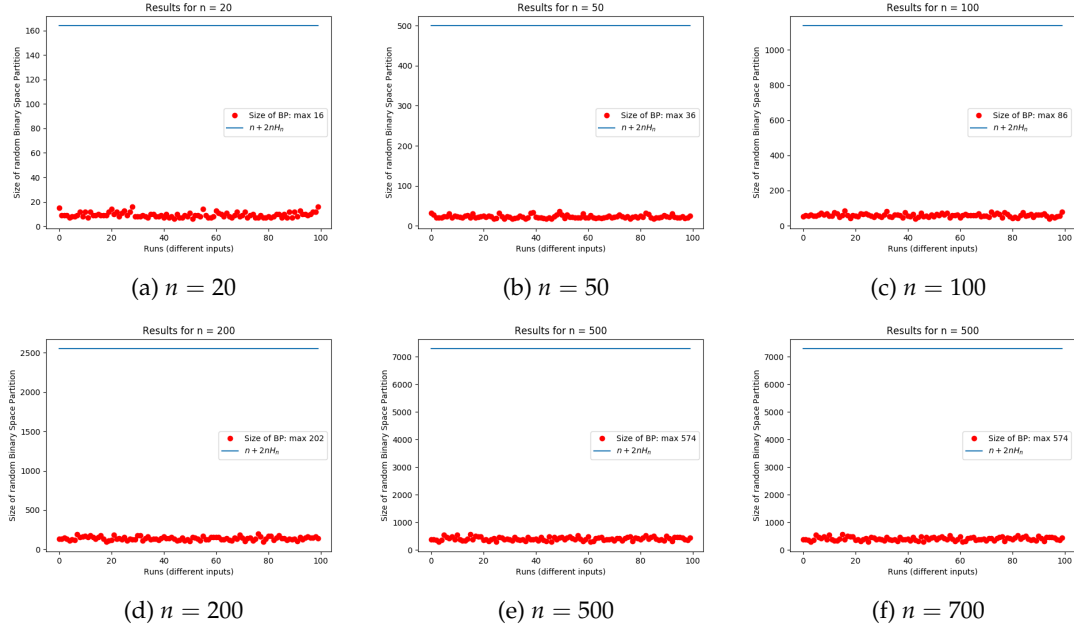 Results for n = 20
Size of random Binary Space Partition
160
140
120
100
80
60
40
20
0
Size of BP: max 16
n + 2nHₙ
0 20 40 60 80 100
Runs (different inputs)
(a) n = 20
Results for n = 50
Size of random Binary Space Partition
500
400
300
200
100
0
Size of BP: max 36
n + 2nHₙ
0 20 40 60 80 100
Runs (different inputs)
(b) n = 50
Results for n = 100
Size of random Binary Space Partition
1000
800
600
400
200
0
Size of BP: max 86
n + 2nHₙ
0 20 40 60 80 100
Runs (different inputs)
(c) n = 100
Results for n = 200
Size of random Binary Space Partition
2500
2000
1500
1000
500
0
Size of BP: max 202
n + 2nHₙ
0 20 40 60 80 100
Runs (different inputs)
(d) n = 200
Results for n = 500
Size of random Binary Space Partition
7000
6000
5000
4000
3000
2000
1000
0
Size of BP: max 574
n + 2nHₙ
0 20 40 60 80 100
Runs (different inputs)
(e) n = 500
Results for n = 500
Size of random Binary Space Partition
7000
6000
5000
4000
3000
2000
1000
0
Size of BP: max 574
n + 2nHₙ
0 20 40 60 80 100
Runs (different inputs)
(f) n = 700